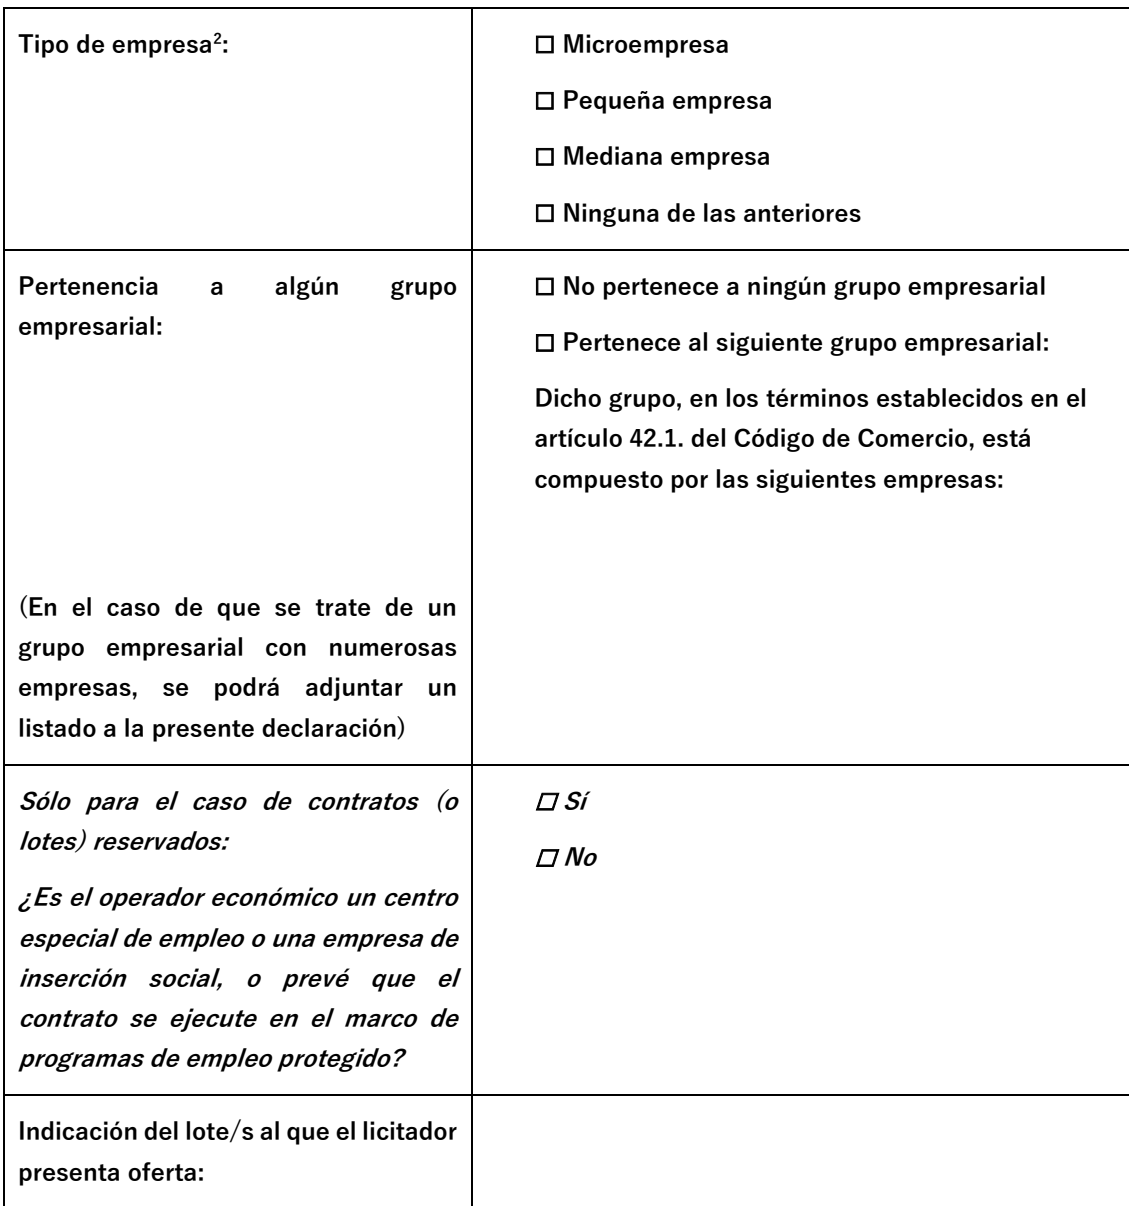 Tipo de empresa²:
☐ Microempresa
☐ Pequeña empresa
☐ Mediana empresa
☐ Ninguna de las anteriores
Pertenencia a algún grupo
empresarial:
(En el caso de que se trate de un
grupo empresarial con numerosas
empresas, se podrá adjuntar un
listado a la presente declaración)
☐ No pertenece a ningún grupo empresarial
☐ Pertenece al siguiente grupo empresarial:
Dicho grupo, en los términos establecidos en el
artículo 42.1. del Código de Comercio, está
compuesto por las siguientes empresas:
Sólo para el caso de contratos (o
lotes) reservados:
¿Es el operador económico un centro
especial de empleo o una empresa de
inserción social, o prevé que el
contrato se ejecute en el marco de
programas de empleo protegido?
☐ Sí
☐ No
Indicación del lote/s al que el licitador
presenta oferta: